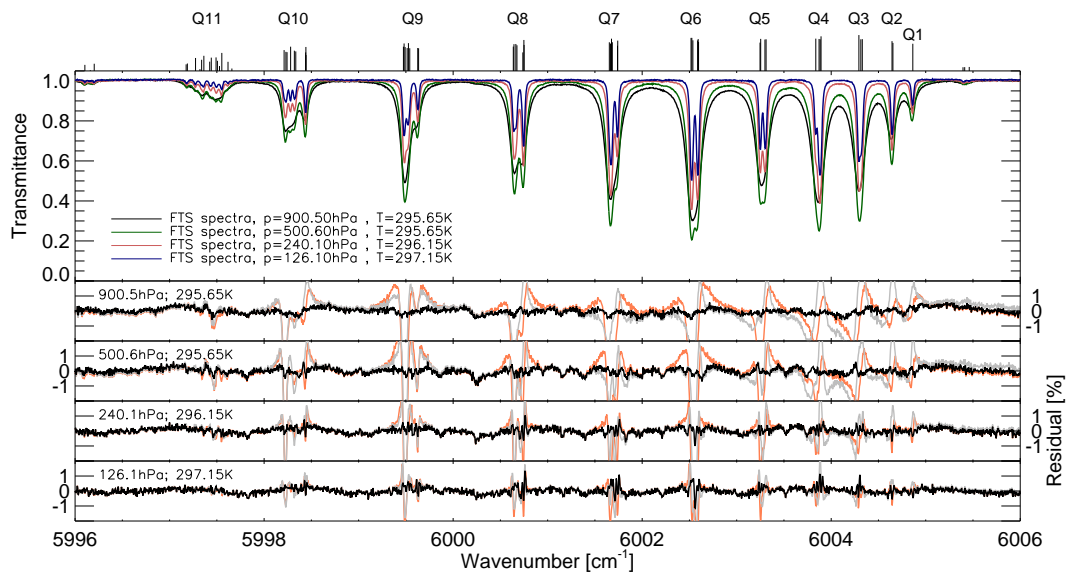 Q11 Q10 Q9 Q8 Q7 Q6 Q5 Q4 Q3 Q2
Q1
1.0
0.8
0.6
0.4
0.2
0.0
Transmittance
FTS spectra, p=900.50hPa , T=295.65K
FTS spectra, p=500.60hPa , T=295.65K
FTS spectra, p=240.10hPa , T=296.15K
FTS spectra, p=126.10hPa , T=297.15K
900.5hPa; 295.65K
1
0
-1
500.6hPa; 295.65K
1
0
-1
240.1hPa; 296.15K
1
0
-1
126.1hPa; 297.15K
1
0
-1
Residual [%]
5996 5998 6000 6002 6004 6006
Wavenumber [cm⁻¹]